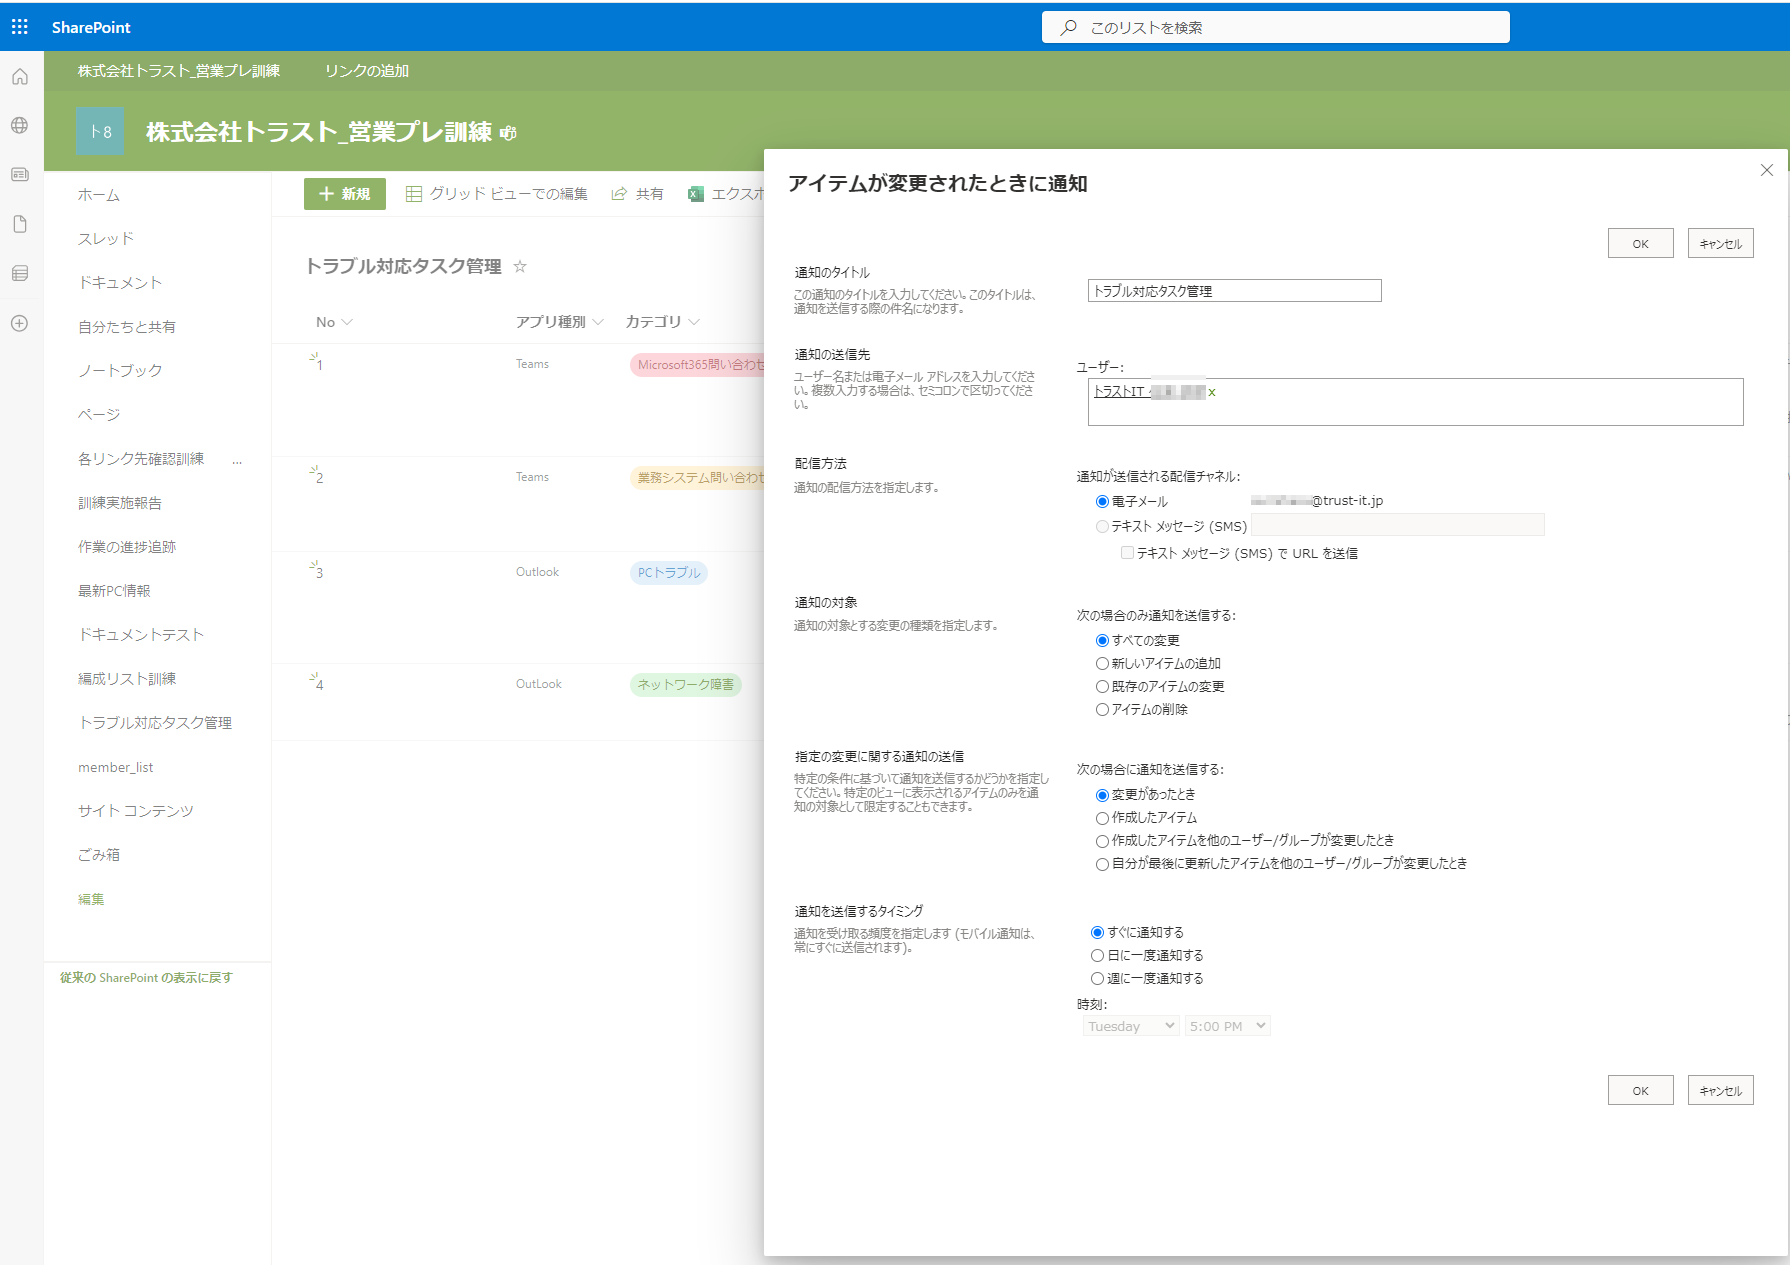 SharePoint
このリストを検索
株式会社トラスト_営業プレ訓練
リンクの追加
ト8
株式会社トラスト_営業プレ訓練
ホーム
スレッド
ドキュメント
自分たちと共有
ノートブック
ページ
各リンク先確認訓練 ...
訓練実施報告
作業の進捗追跡
最新PC情報
ドキュメントテスト
編成リスト訓練
トラブル対応タスク管理
member_list
サイト コンテンツ
ごみ箱
編集
従来の SharePoint の表示に戻す
＋ 新規
グリッド ビューでの編集
共有
エクスポ
トラブル対応タスク管理 ☆
No アプリ種別 カテゴリ
1 Teams Microsoft365問い合わせ
2 Teams 業務システム問い合わせ
3 Outlook PCトラブル
4 OutLook ネットワーク障害
アイテムが変更されたときに通知
OK キャンセル
通知のタイトル
この通知のタイトルを入力してください。このタイトルは、
通知を送信する際の件名になります。
トラブル対応タスク管理
通知の送信先
ユーザー名または電子メール アドレスを入力してくださ
い。複数入力する場合は、セミコロンで区切ってくださ
い。
ユーザー:
トラストIT x
配信方法
通知の配信方法を指定します。
通知が送信される配信チャネル:
電子メール @trust-it.jp
テキスト メッセージ (SMS)
テキスト メッセージ (SMS) で URL を送信
通知の対象
通知の対象とする変更の種類を指定します。
次の場合のみ通知を送信する:
すべての変更
新しいアイテムの追加
既存のアイテムの変更
アイテムの削除
指定の変更に関する通知の送信
特定の条件に基づいて通知を送信するかどうかを指定し
てください。特定のビューに表示されるアイテムのみを通
知の対象として限定することもできます。
次の場合に通知を送信する:
変更があったとき
作成したアイテム
作成したアイテムを他のユーザー/グループが変更したとき
自分が最後に更新したアイテムを他のユーザー/グループが変更したとき
通知を送信するタイミング
通知を受け取る頻度を指定します (モバイル通知は、
常にすぐに送信されます)。
すぐに通知する
日に一度通知する
週に一度通知する
時刻:
Tuesday 5:00 PM
OK キャンセル